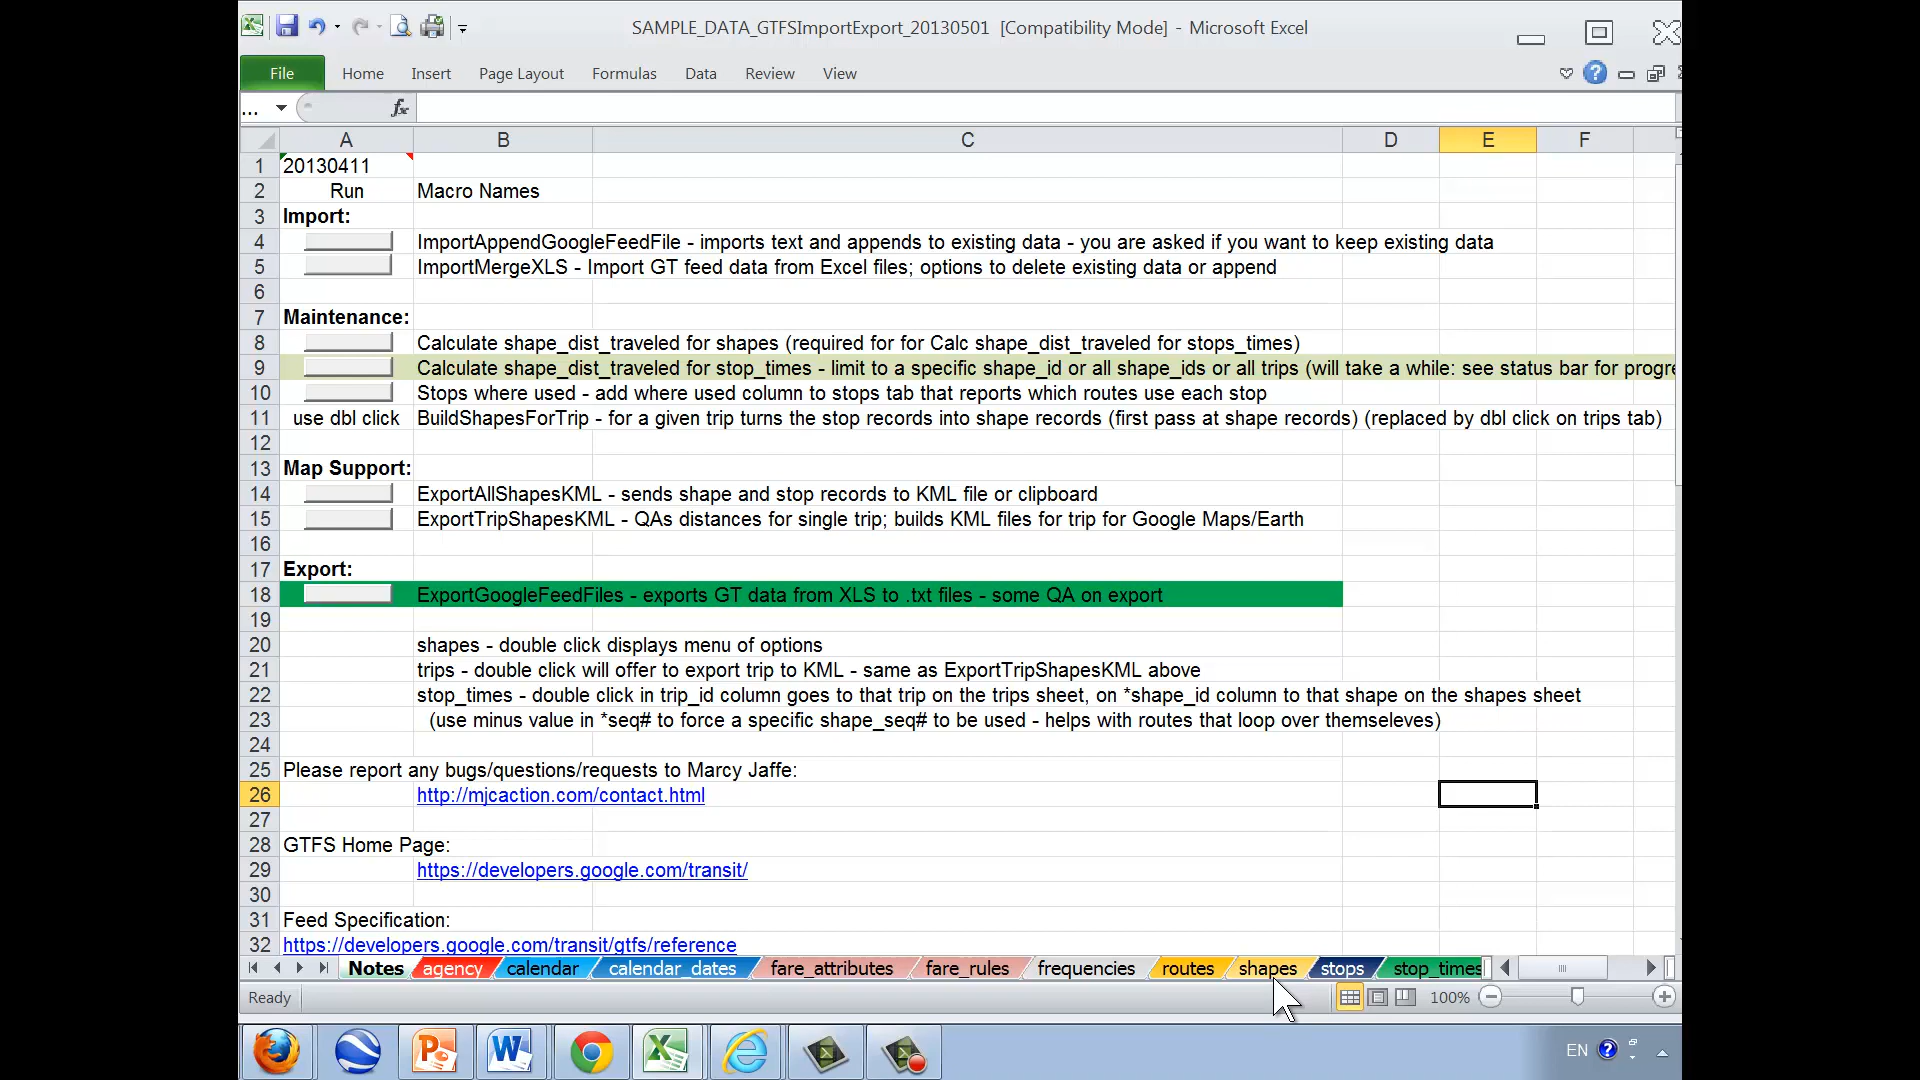 SAMPLE_DATA_GTFSImportExport_20130501 [Compatibility Mode] - Microsoft Excel
File Home Insert Page Layout Formulas Data Review View
... fx
A B C D E F
1 20130411
2 Run Macro Names
3 Import:
4 ImportAppendGoogleFeedFile - imports text and appends to existing data - you are asked if you want to keep existing data
5 ImportMergeXLS - Import GT feed data from Excel files; options to delete existing data or append
6
7 Maintenance:
8 Calculate shape_dist_traveled for shapes (required for for Calc shape_dist_traveled for stops_times)
9 Calculate shape_dist_traveled for stop_times - limit to a specific shape_id or all shape_ids or all trips (will take a while: see status bar for progre
10 Stops where used - add where used column to stops tab that reports which routes use each stop
11 use dbl click BuildShapesForTrip - for a given trip turns the stop records into shape records (first pass at shape records) (replaced by dbl click on trips tab)
12
13 Map Support:
14 ExportAllShapesKML - sends shape and stop records to KML file or clipboard
15 ExportTripShapesKML - QAs distances for single trip; builds KML files for trip for Google Maps/Earth
16
17 Export:
18 ExportGoogleFeedFiles - exports GT data from XLS to .txt files - some QA on export
19
20 shapes - double click displays menu of options
21 trips - double click will offer to export trip to KML - same as ExportTripShapesKML above
22 stop_times - double click in trip_id column goes to that trip on the trips sheet, on *shape_id column to that shape on the shapes sheet
23 (use minus value in *seq# to force a specific shape_seq# to be used - helps with routes that loop over themseleves)
24
25 Please report any bugs/questions/requests to Marcy Jaffe:
26 http://mjcaction.com/contact.html
27
28 GTFS Home Page:
29 https://developers.google.com/transit/
30
31 Feed Specification:
32 https://developers.google.com/transit/gtfs/reference
Notes agency calendar calendar_dates fare_attributes fare_rules frequencies routes shapes stops stop_times
Ready 100%
EN